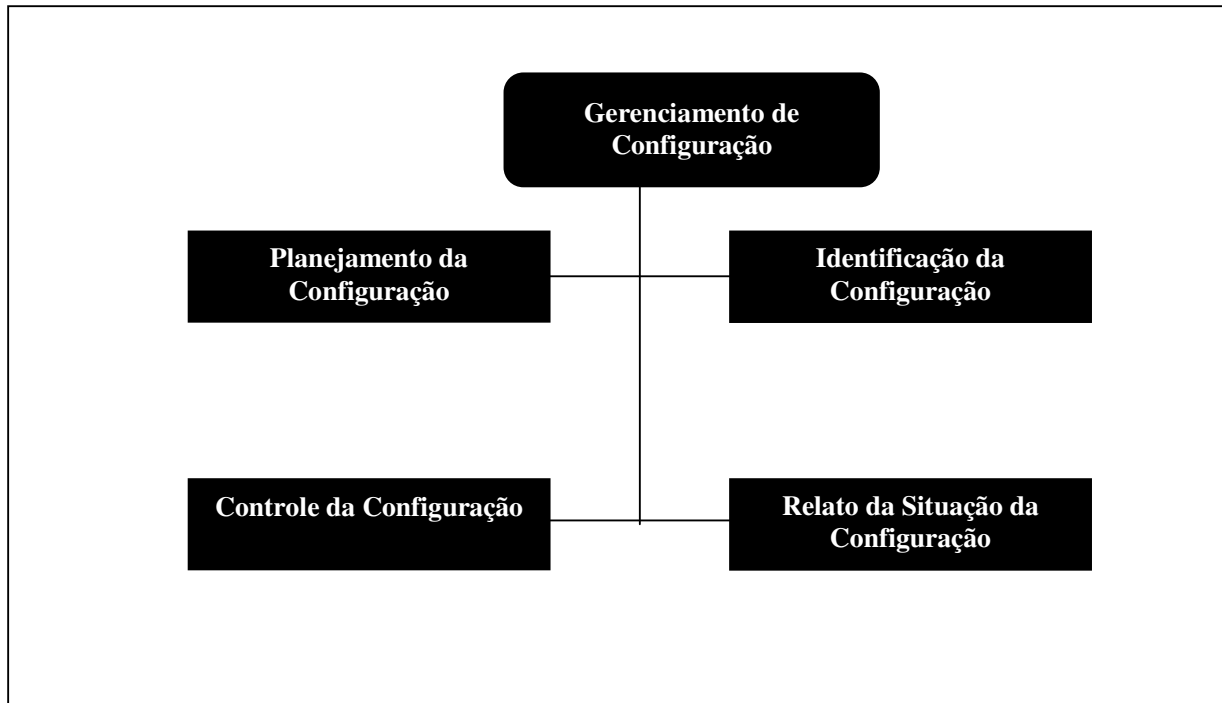 Gerenciamento de
Configuração
Planejamento da
Configuração
Identificação da
Configuração
Controle da Configuração
Relato da Situação da
Configuração